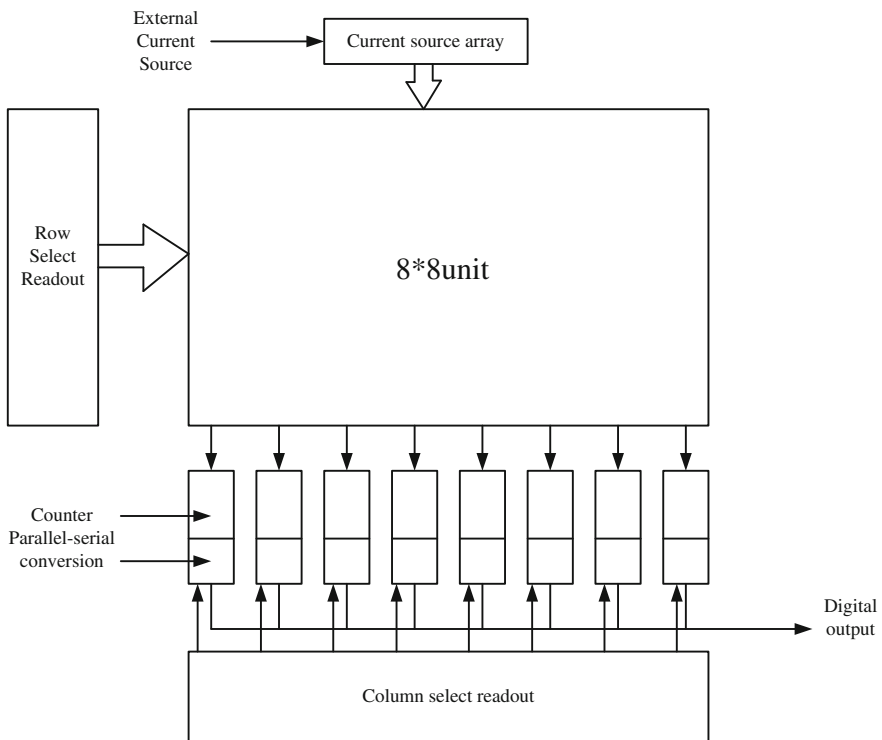 External
Current
Source
Current source array
Row
Select
Readout
8*8unit
Counter
Parallel-serial
conversion
Digital
output
Column select readout